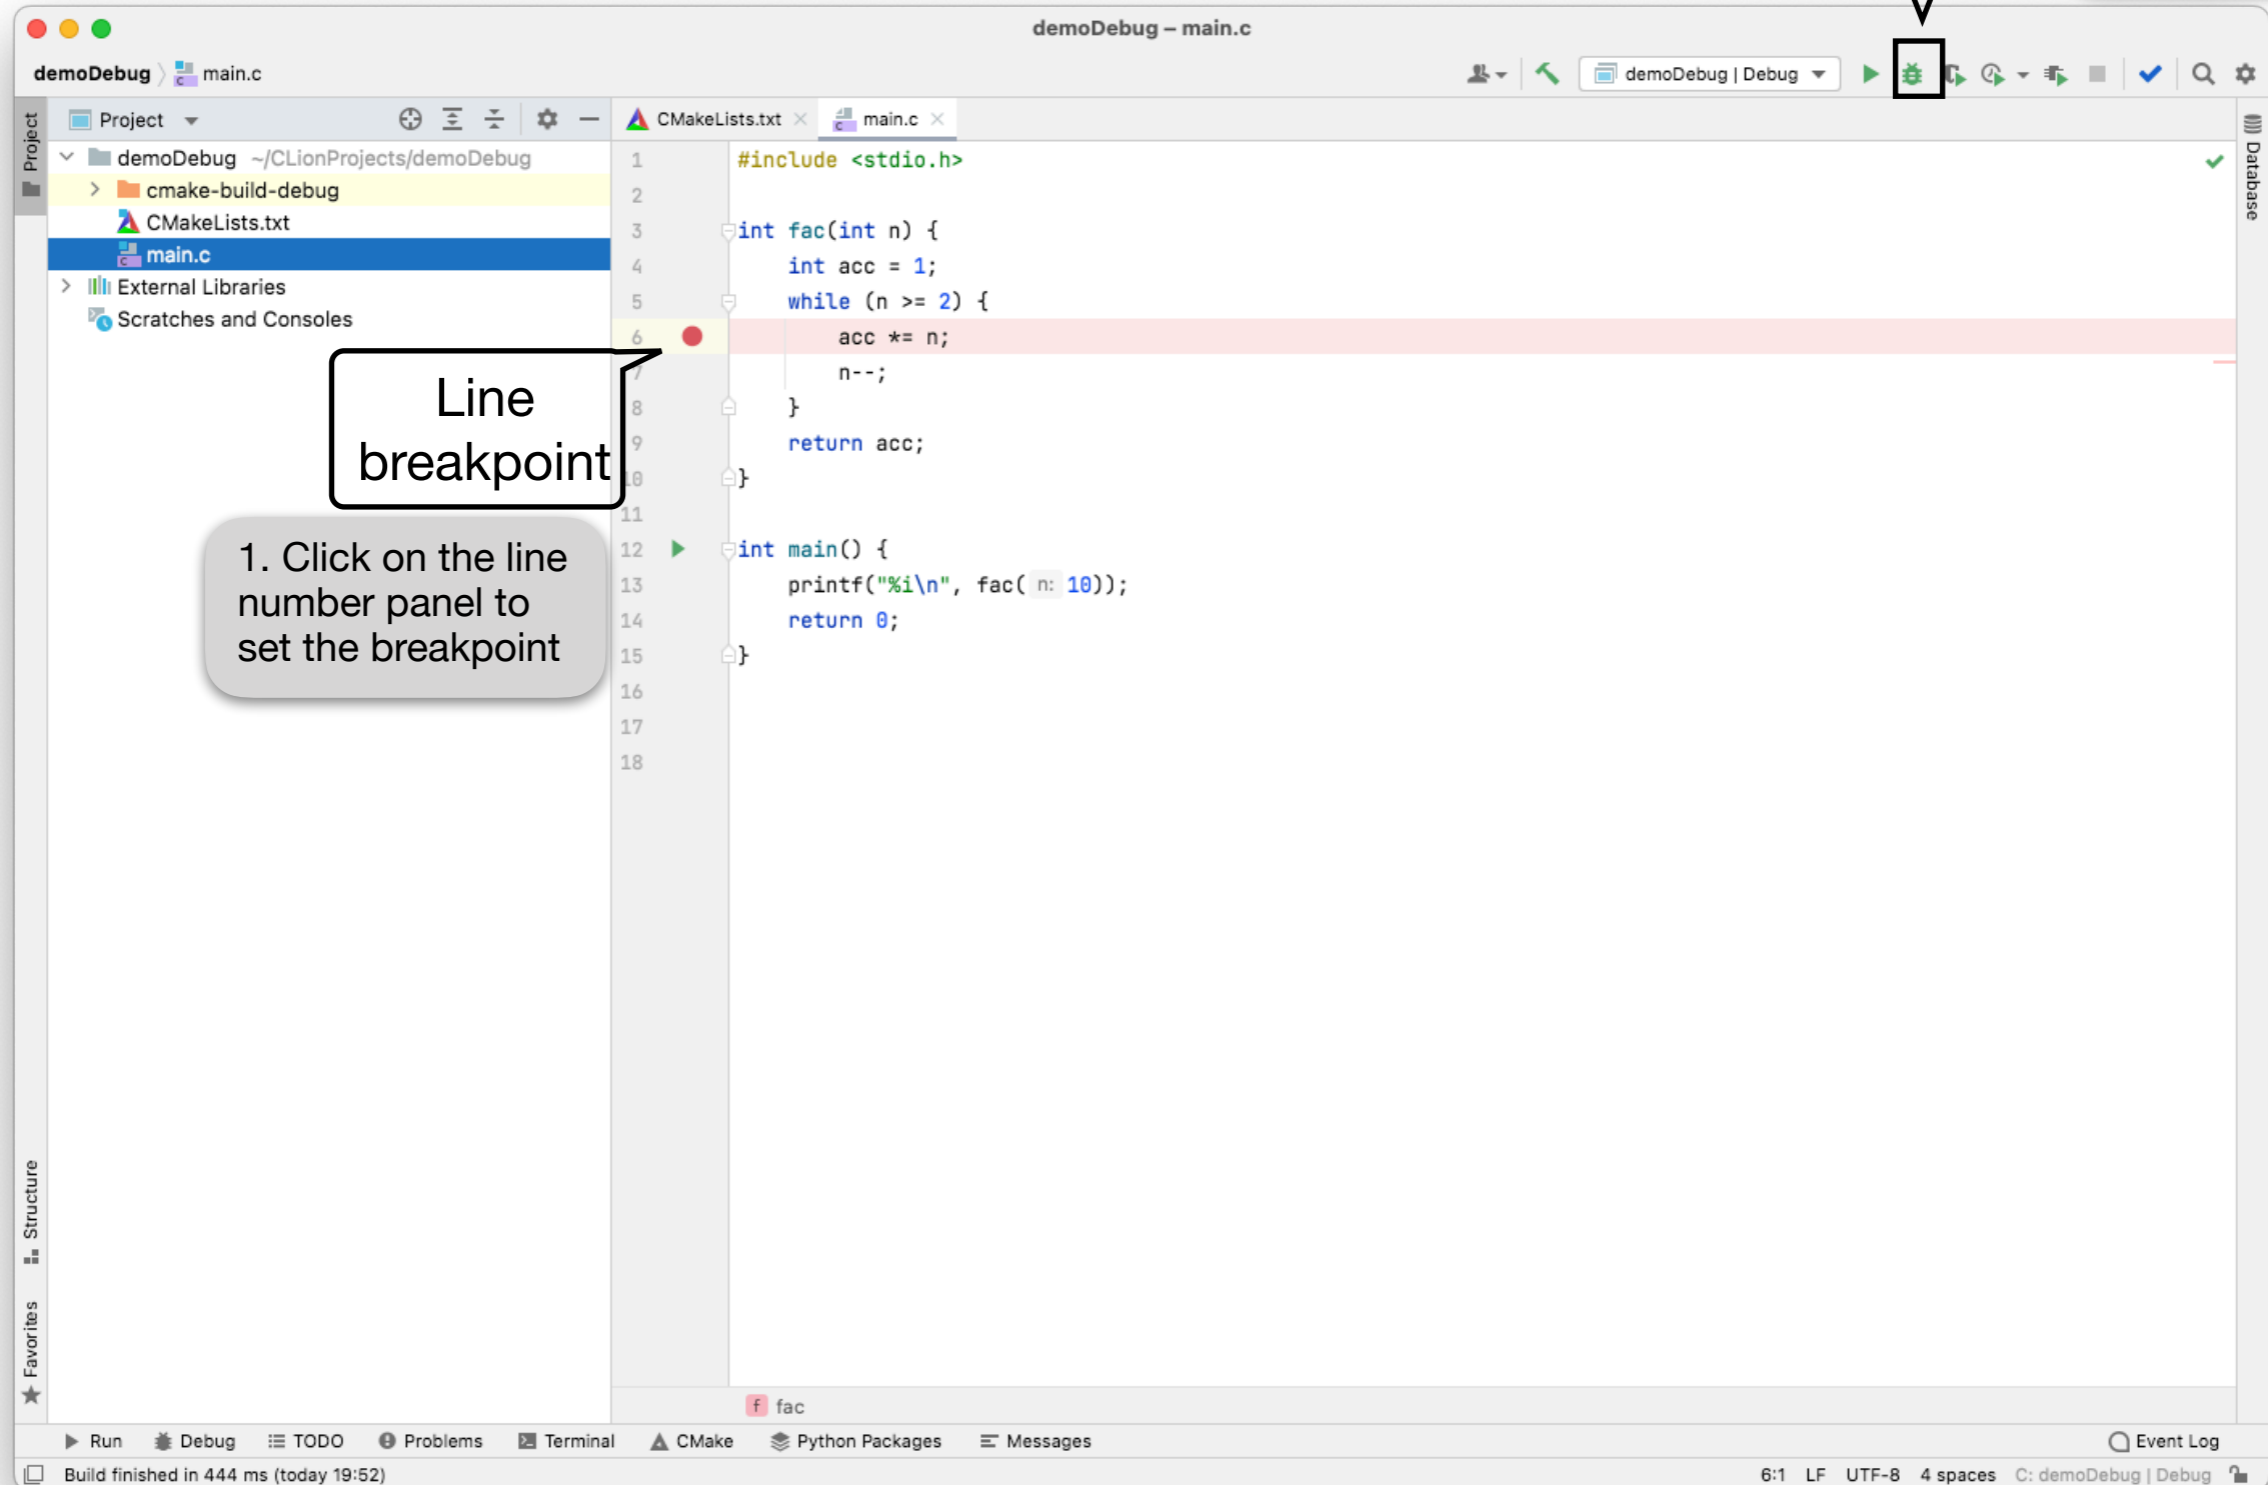 demoDebug – main.c
demoDebug main.c
demoDebug | Debug
Project
Project
CMakeLists.txt
main.c
Database
demoDebug ~/CLionProjects/demoDebug
cmake-build-debug
CMakeLists.txt
main.c
External Libraries
Scratches and Consoles
1 #include <stdio.h>
2
3 int fac(int n) {
4 int acc = 1;
5 while (n >= 2) {
6 acc *= n;
7 n--;
8 }
9 return acc;
10 }
11
12 int main() {
13 printf("%i\n", fac( n: 10));
14 return 0;
15 }
16
17
18
Line
breakpoint
1. Click on the line
number panel to
set the breakpoint
Structure
Favorites
f fac
Run Debug TODO Problems Terminal CMake Python Packages Messages Event Log
Build finished in 444 ms (today 19:52) 6:1 LF UTF-8 4 spaces C: demoDebug | Debug